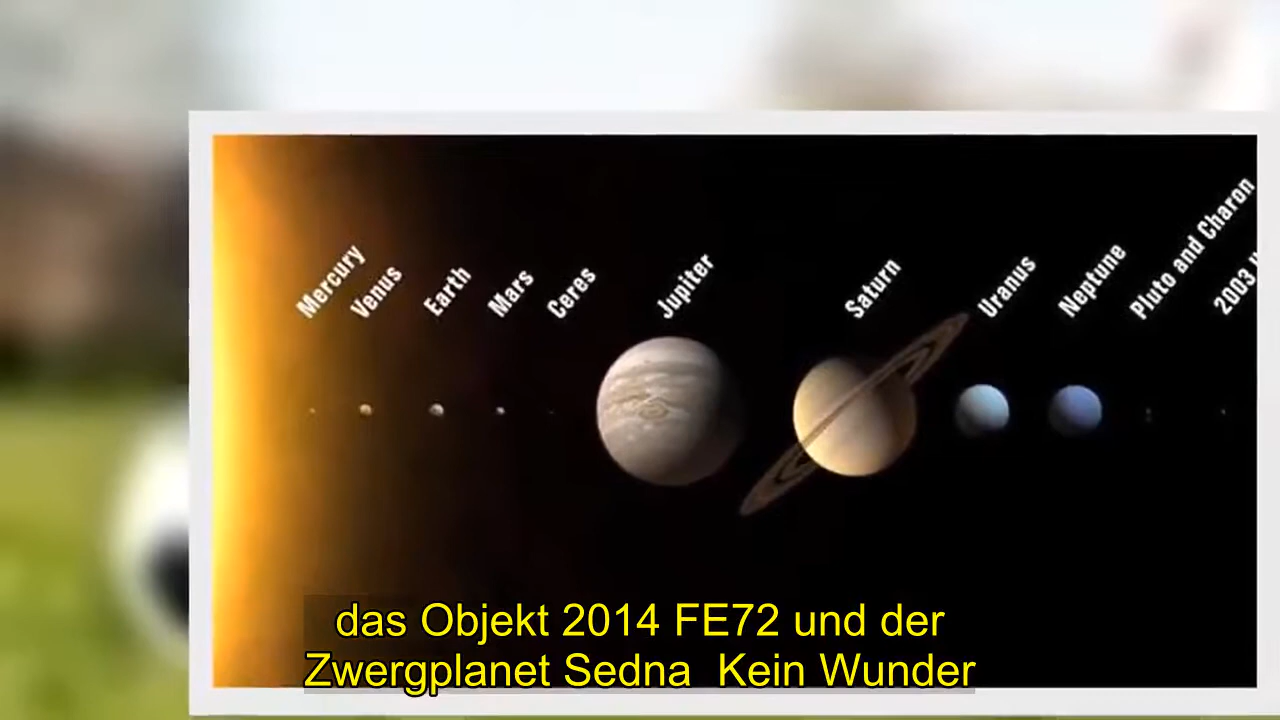 Mercury
Venus
Earth
Mars
Ceres
Jupiter
Saturn
Uranus
Neptune
Pluto and Charon
2003
das Objekt 2014 FE72 und der
Zwergplanet Sedna Kein Wunder